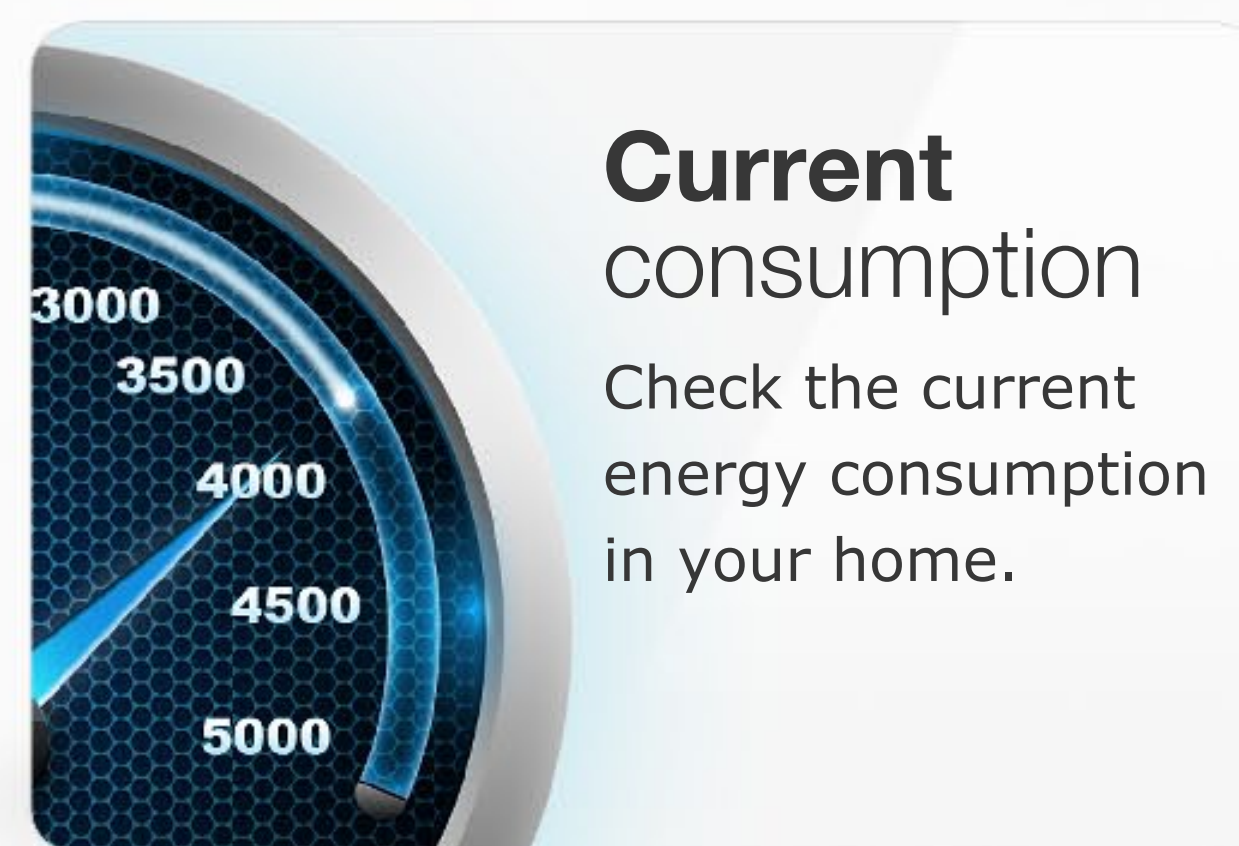 Current
consumption
Check the current
energy consumption
in your home.
3000
3500
4000
4500
5000